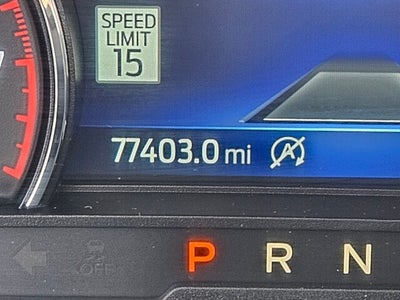 SPEED
LIMIT
15
77403.0 mi A
OFF P R N